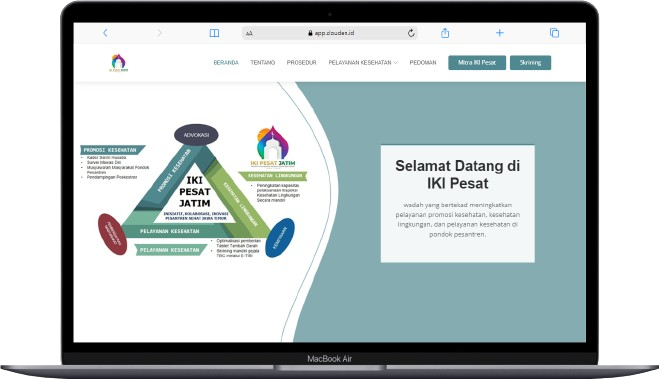 app.clouden.id
BERANDA TENTANG PROSEDUR PELAYANAN KESEHATAN PEDOMAN Mitra IKI Pesat Skrining
ADVOKASI
PROMOSI KESEHATAN
• Kader Santri Husada
• Survei Mawas Diri
• Musyawarah Masyarakat Pondok
Pesantren
• Pendampingan Poskestren
PROMOSI KESEHATAN
IKI PESAT JATIM
KESEHATAN LINGKUNGAN
• Peningkatan kapasitas
pelaksanaan Inspeksi
Kesehatan Lingkungan
Secara mandiri
KESEHATAN LINGKUNGAN
IKI
PESAT
JATIM
INISIATIF, KOLABORASI, INOVASI
PESANTREN SEHAT JAWA TIMUR
KEMITRAAN
PELAYANAN KESEHATAN
PELAYANAN KESEHATAN
• Optimalisasi pemberian
Tablet Tambah Darah
• Skrining mandiri gejala
TBC melalui E-TIBI
Selamat Datang di
IKI Pesat
wadah yang bertekad meningkatkan
pelayanan promosi kesehatan, kesehatan
lingkungan, dan pelayanan kesehatan di
pondok pesantren.
MacBook Air